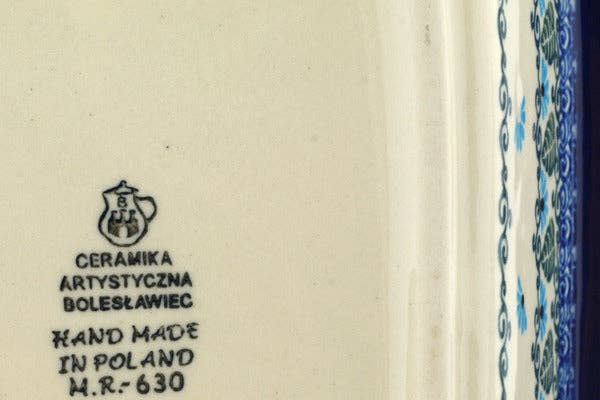 B
CERAMIKA
ARTYSTYCZNA
BOLESŁAWIEC
HAND MADE
IN POLAND
M.R.-630